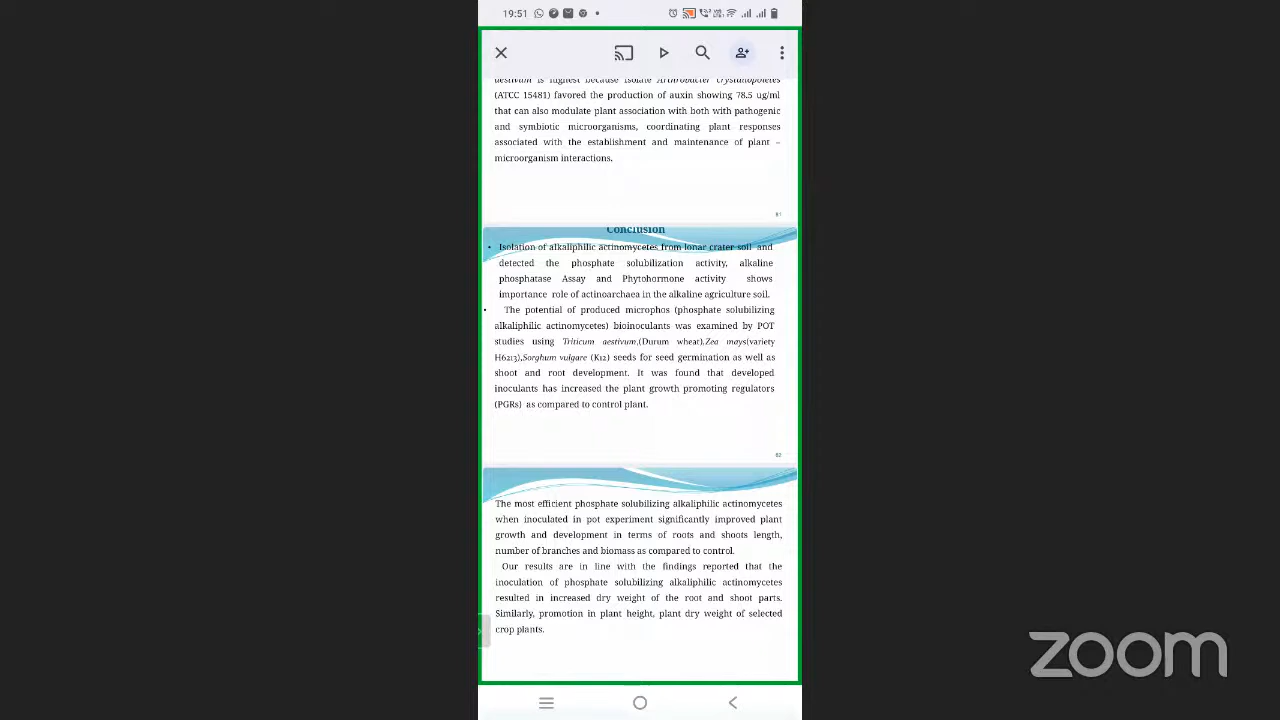 19:51
aestivum is highest because isolate Arthrobacter crystallopoietes
(ATCC 15481) favored the production of auxin showing 78.5 ug/ml
that can also modulate plant association with both with pathogenic
and symbiotic microorganisms, coordinating plant responses
associated with the establishment and maintenance of plant –
microorganism interactions.
61
Conclusion
• Isolation of alkaliphilic actinomycetes from lonar crater soil and
detected the phosphate solubilization activity, alkaline
phosphatase Assay and Phytohormone activity shows
importance role of actinoarchaea in the alkaline agriculture soil.
• The potential of produced microphos (phosphate solubilizing
alkaliphilic actinomycetes) bioinoculants was examined by POT
studies using Triticum aestivum,(Durum wheat),Zea mays(variety
H6213),Sorghum vulgare (K12) seeds for seed germination as well as
shoot and root development. It was found that developed
inoculants has increased the plant growth promoting regulators
(PGRs) as compared to control plant.
62
The most efficient phosphate solubilizing alkaliphilic actinomycetes
when inoculated in pot experiment significantly improved plant
growth and development in terms of roots and shoots length,
number of branches and biomass as compared to control.
Our results are in line with the findings reported that the
inoculation of phosphate solubilizing alkaliphilic actinomycetes
resulted in increased dry weight of the root and shoot parts.
Similarly, promotion in plant height, plant dry weight of selected
crop plants.
zoom